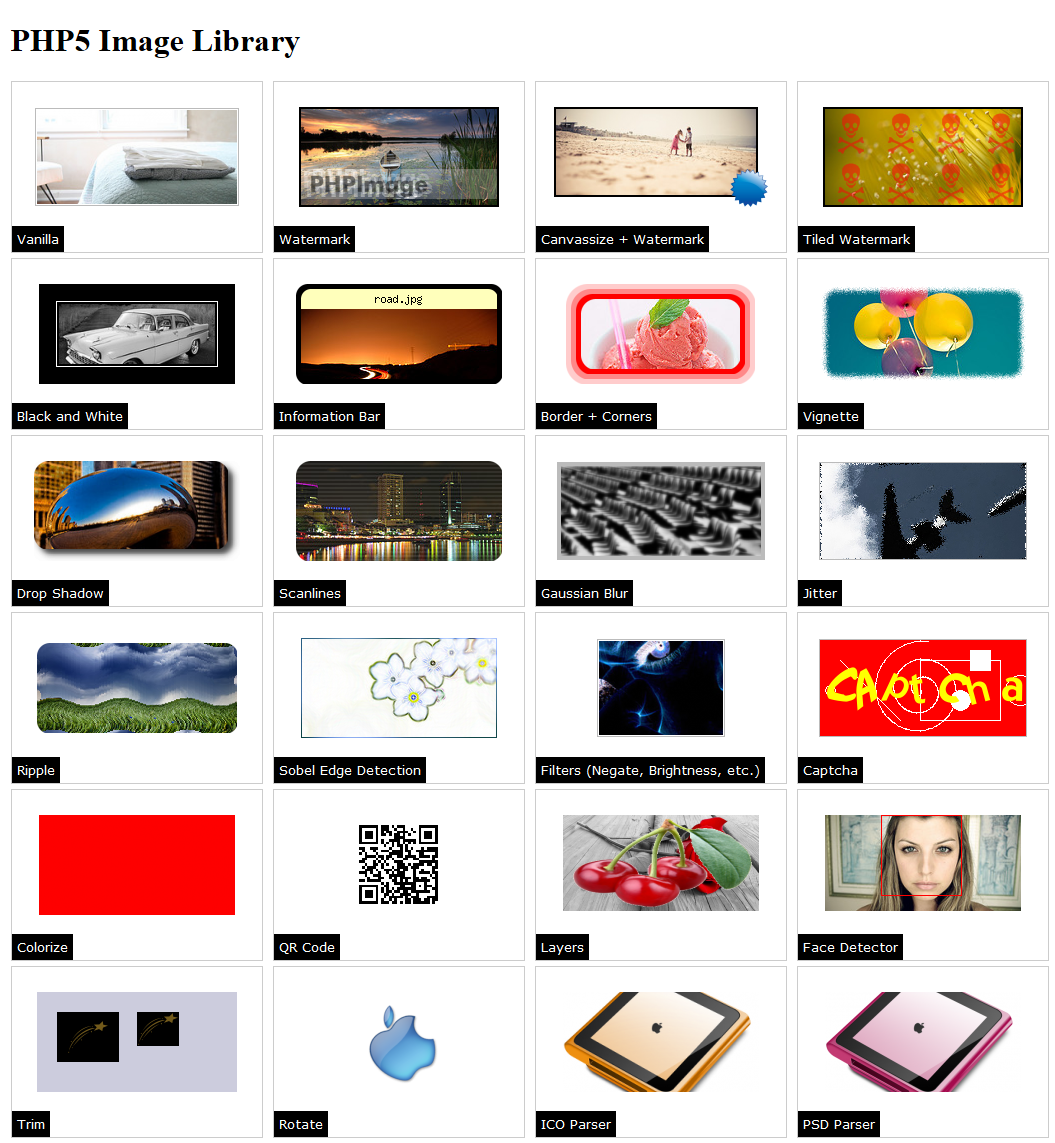 PHP5 Image Library
PHPImage
Vanilla
Watermark
Canvassize + Watermark
Tiled Watermark
road.jpg
Black and White
Information Bar
Border + Corners
Vignette
Drop Shadow
Scanlines
Gaussian Blur
Jitter
CAptCha
Ripple
Sobel Edge Detection
Filters (Negate, Brightness, etc.)
Captcha
Colorize
QR Code
Layers
Face Detector
Trim
Rotate
ICO Parser
PSD Parser